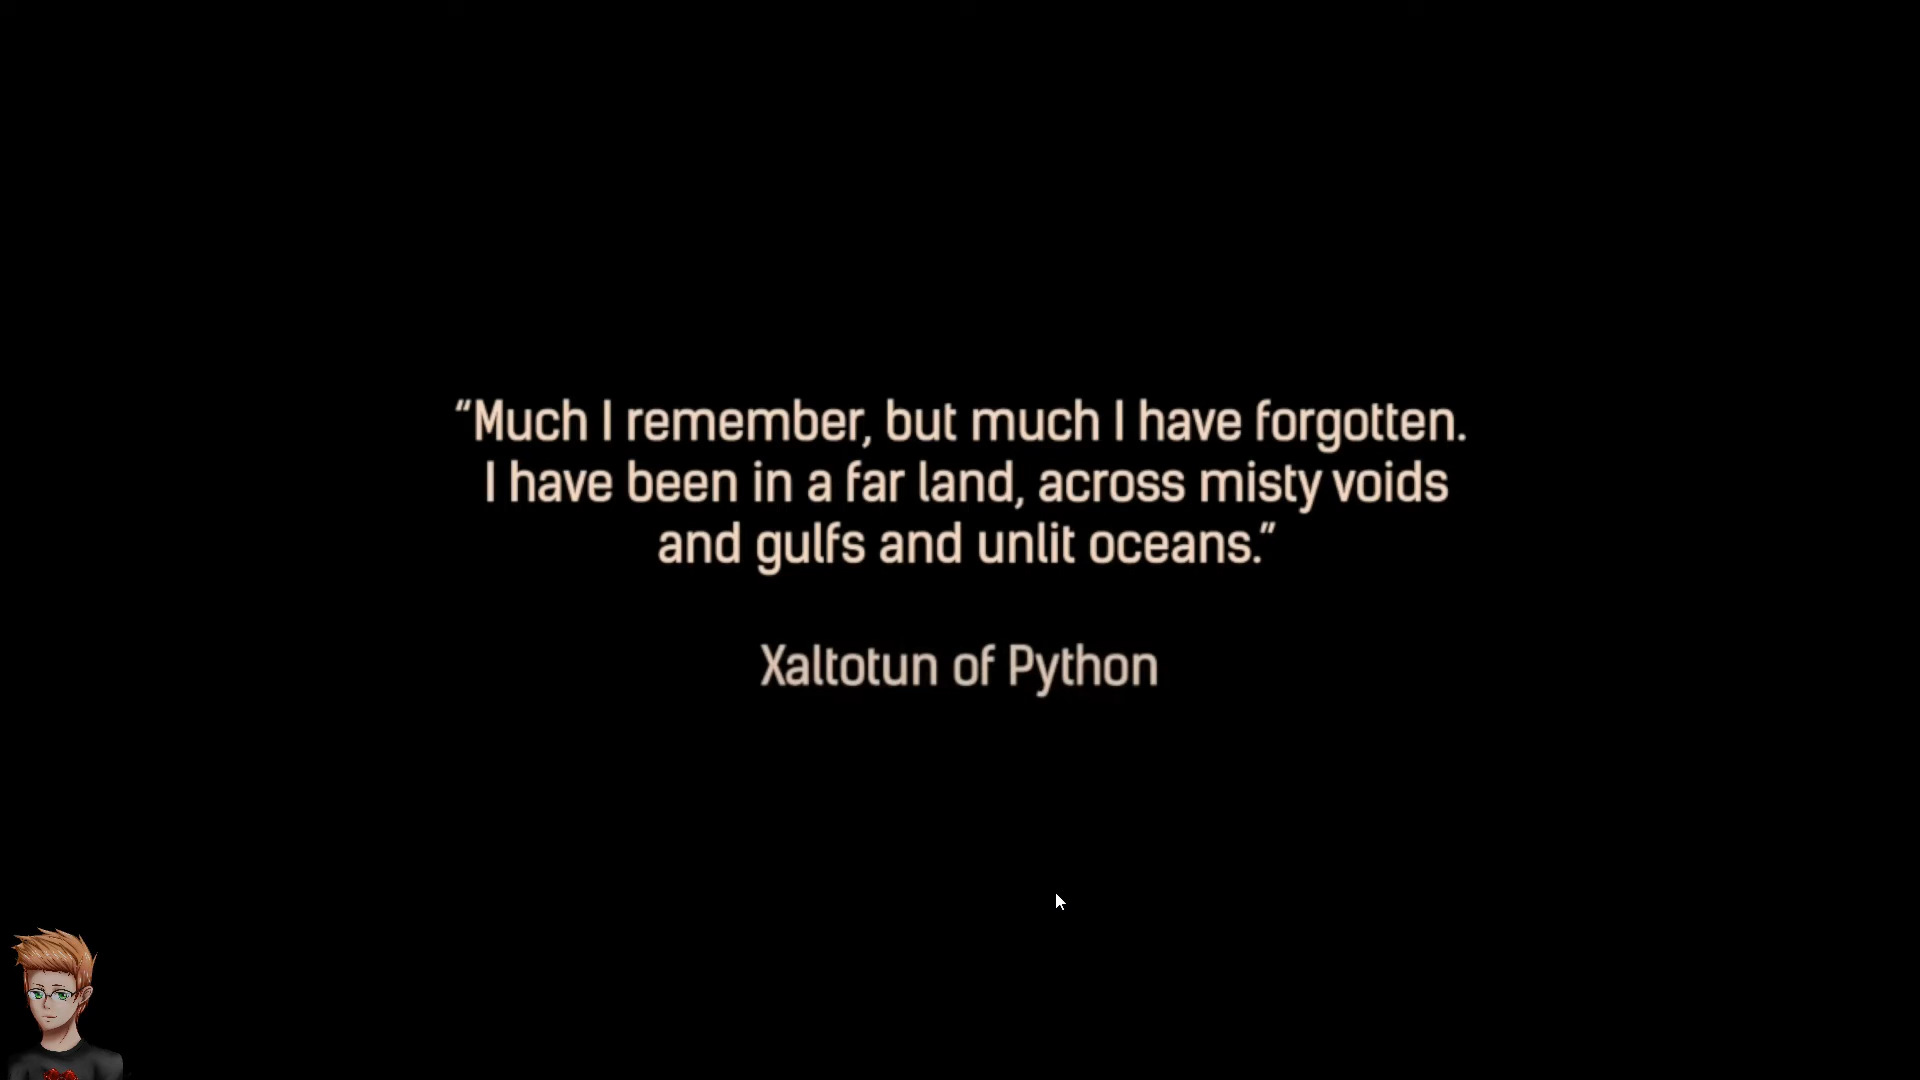 “Much I remember, but much I have forgotten.
I have been in a far land, across misty voids
and gulfs and unlit oceans.”
Xaltotun of Python